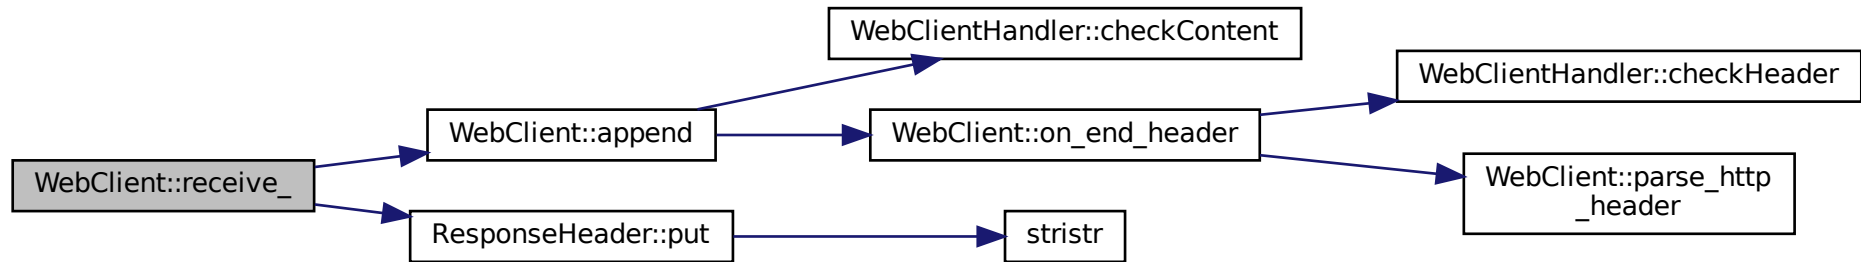 WebClientHandler::checkContent
WebClientHandler::checkHeader
WebClient::append
WebClient::on_end_header
WebClient::receive_
WebClient::parse_http
_header
ResponseHeader::put
stristr